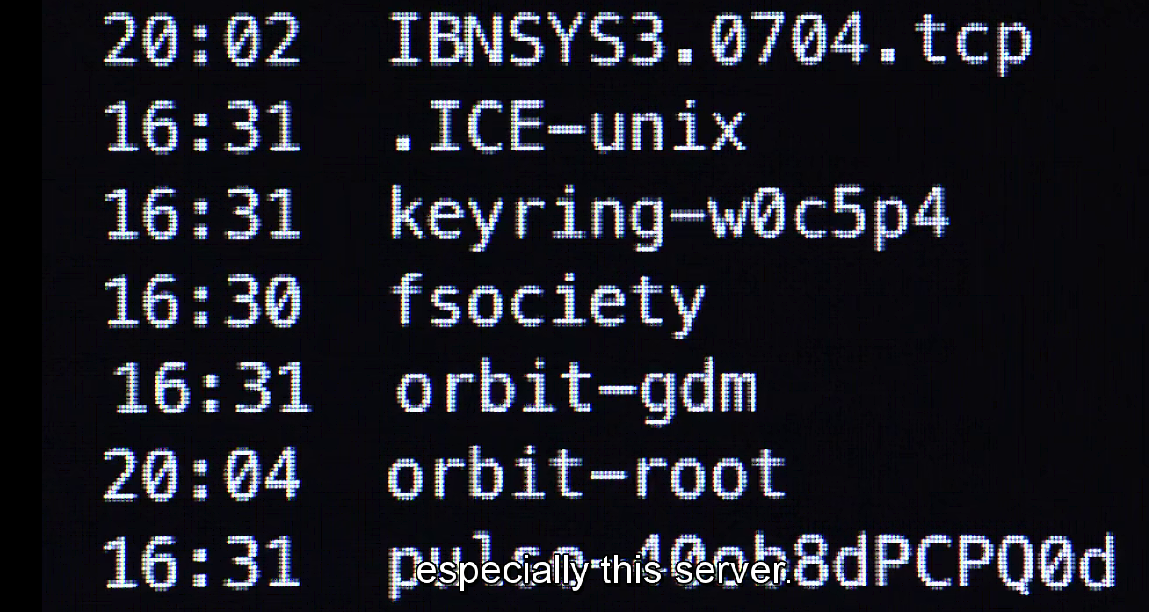 20:02 IBNSYS3.0704.tcp
16:31 .ICE-unix
16:31 keyring-w0c5p4
16:30 fsociety
16:31 orbit-gdm
20:04 orbit-root
16:31
especially this server.